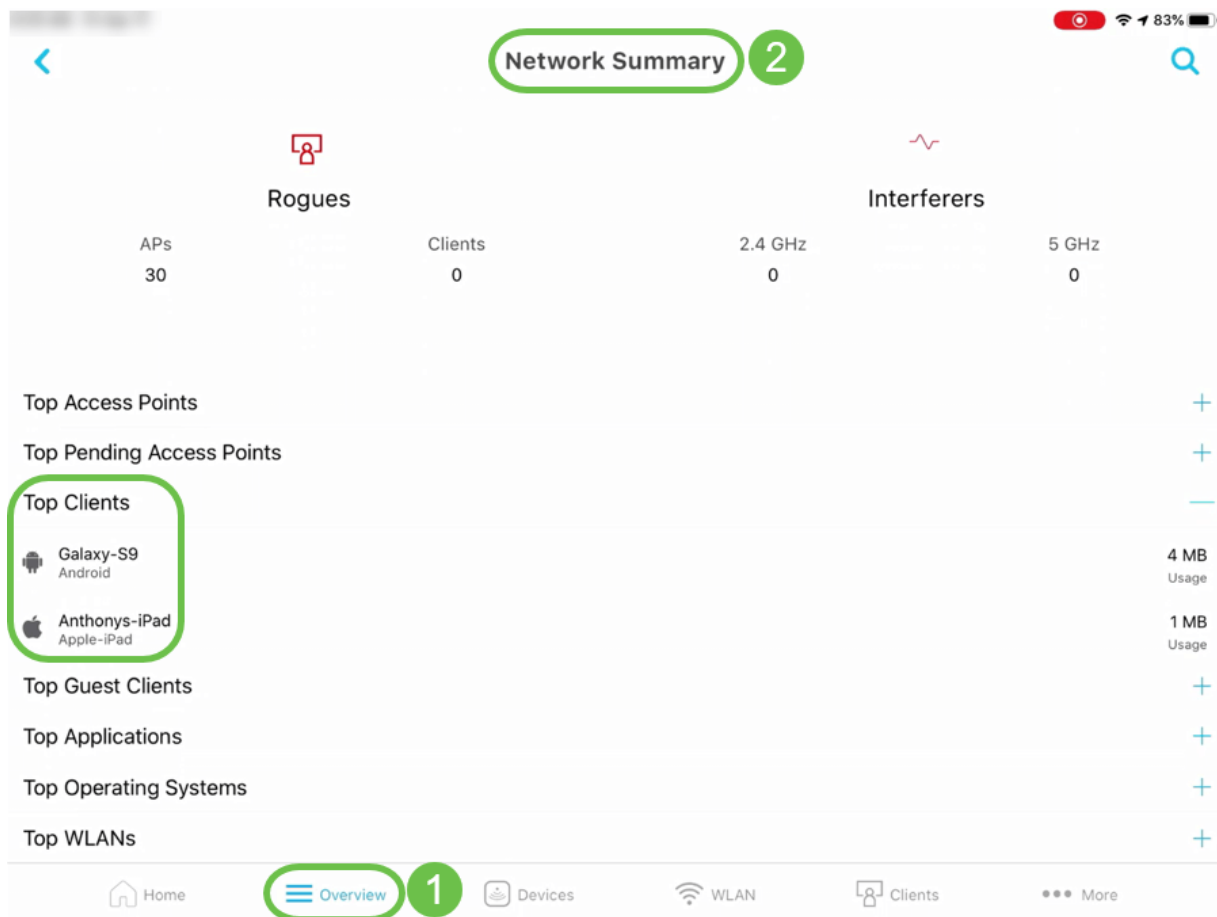 83%
Network Summary 2
Rogues Interferers
APs Clients 2.4 GHz 5 GHz
30 0 0 0
Top Access Points
Top Pending Access Points
Top Clients
Galaxy-S9 4 MB
Android Usage
Anthonys-iPad 1 MB
Apple-iPad Usage
Top Guest Clients
Top Applications
Top Operating Systems
Top WLANs
Home Overview 1 Devices WLAN Clients More